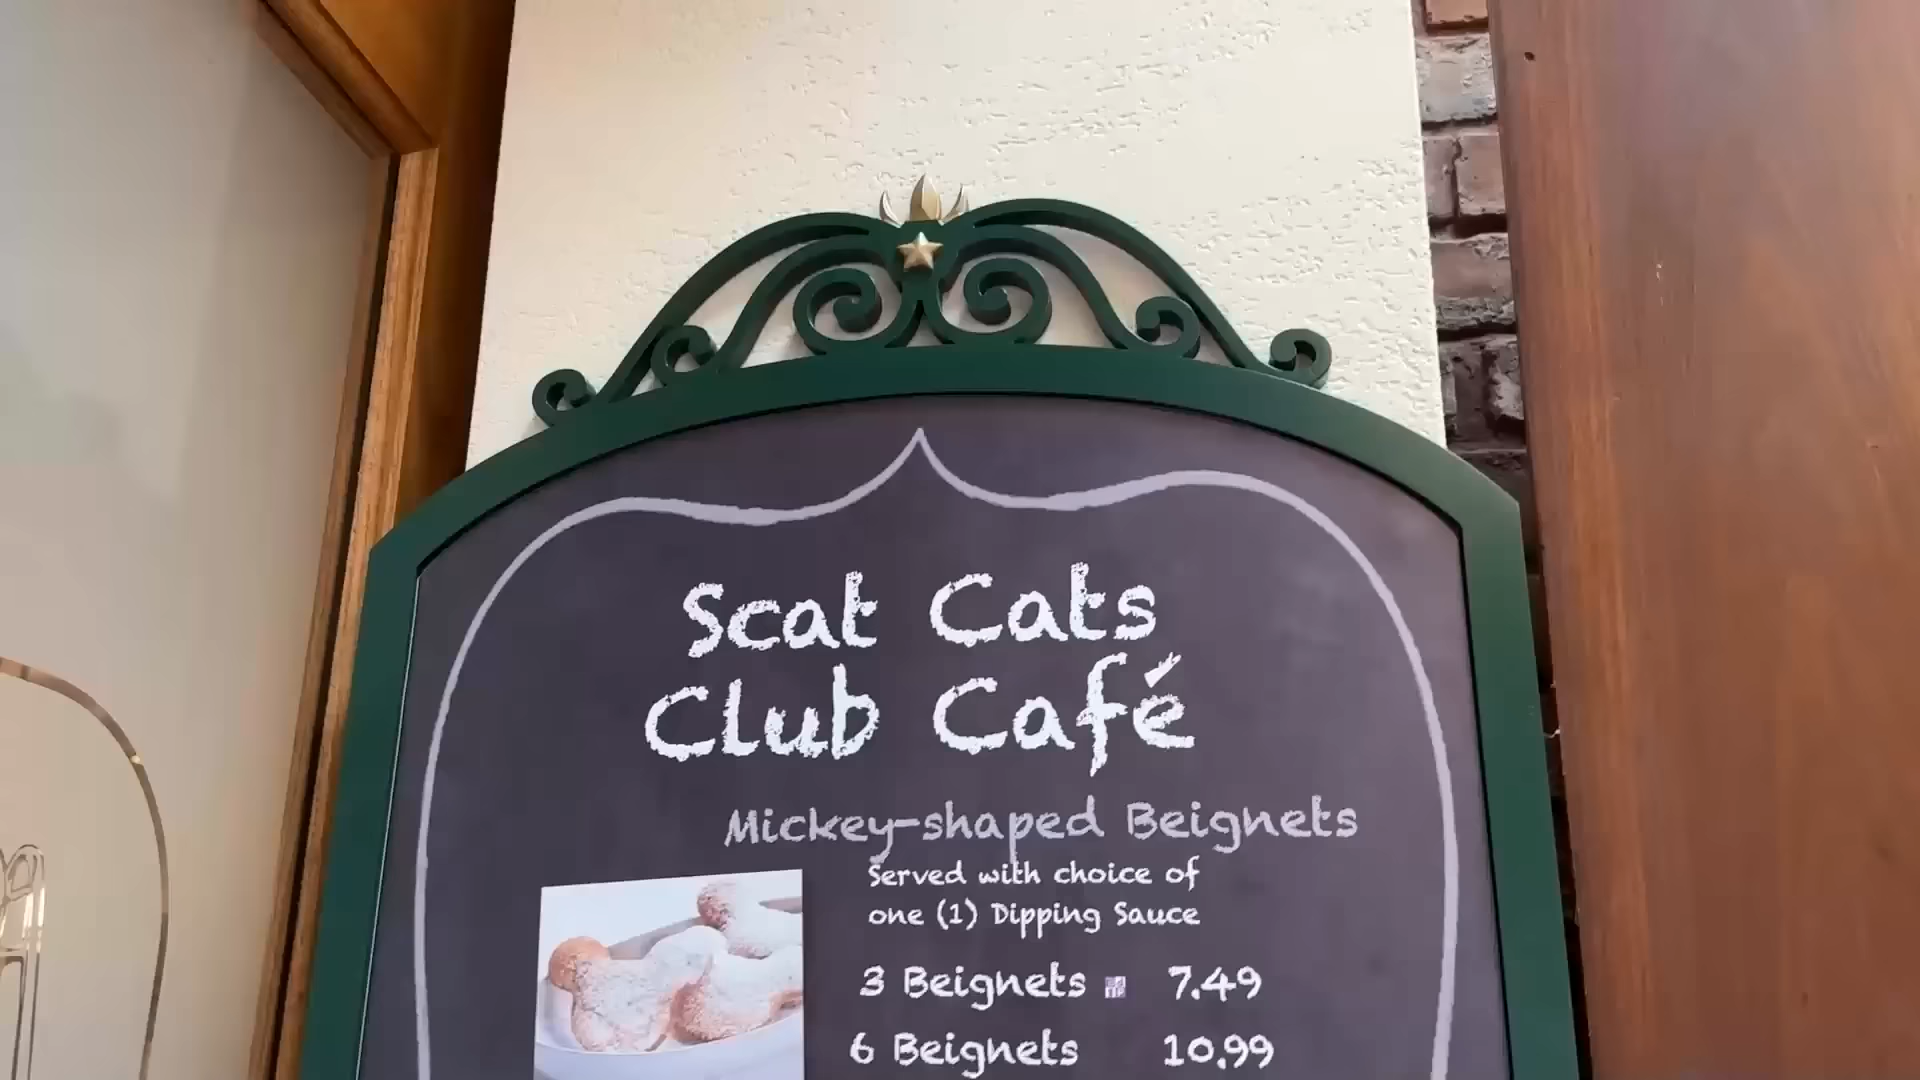 Scat Cats
Club Café
Mickey-shaped Beignets
Served with choice of
one (1) Dipping Sauce
3 Beignets 7.49
6 Beignets 10.99